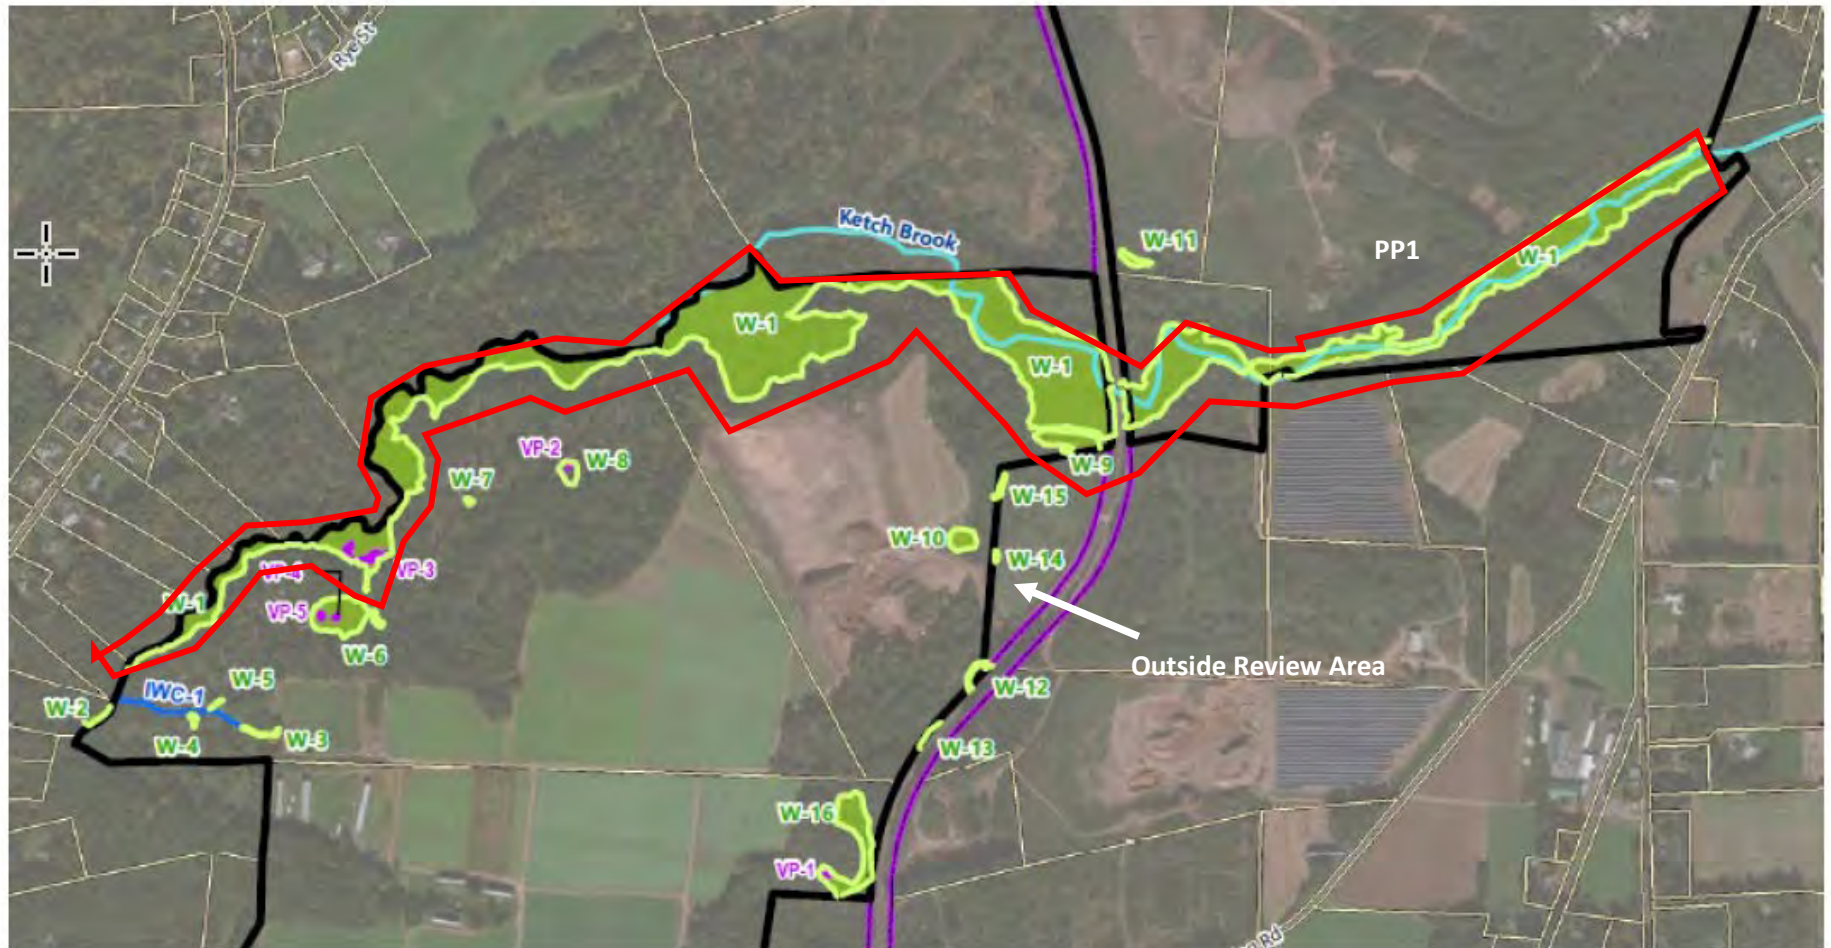 Rye St
Ketch Brook
W-11
PP1
W-1
W-1
W-1
VP-2
W-8
W-7
W-9
W-15
W-10
W-14
VP-4
VP-3
W-1
VP-5
W-6
Outside Review Area
W-5
IWC-1
W-2
W-12
W-4
W-3
W-13
W-16
VP-1
Rd